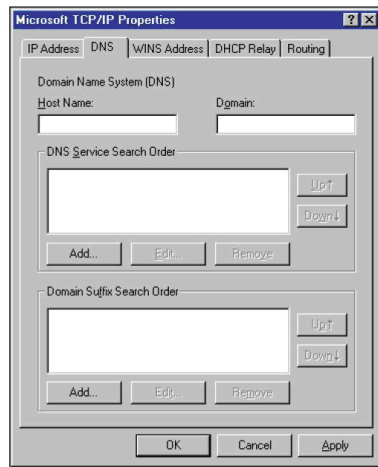 Microsoft TCP/IP Properties
IP Address DNS WINS Address DHCP Relay Routing
Domain Name System (DNS)
Host Name: Domain:
DNS Service Search Order
Up↑
Down↓
Add... Edit... Remove
Domain Suffix Search Order
Up↑
Down↓
Add... Edit... Remove
OK Cancel Apply